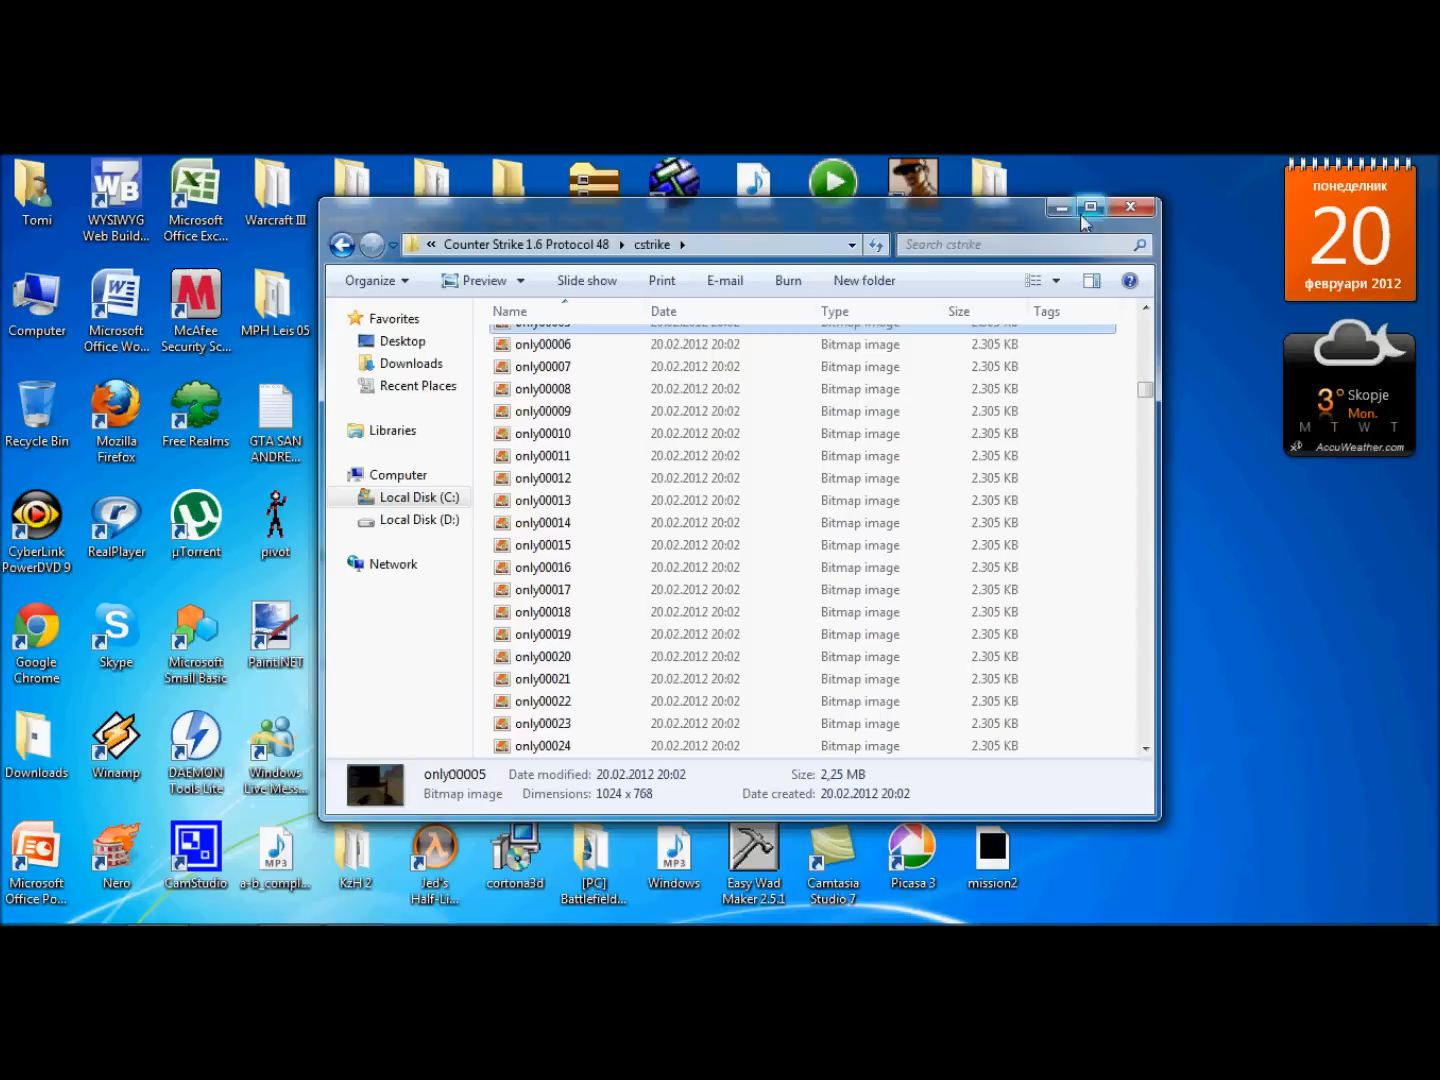 Tomi
WYSIWYG
Web Build...
Microsoft
Office Exc...
Warcraft III
Computer
Microsoft
Office Wo...
McAfee
Security Sc...
MPH Leis 05
Recycle Bin
Mozilla
Firefox
Free Realms
GTA SAN
ANDRE...
CyberLink
PowerDVD 9
RealPlayer
µTorrent
pivot
Google
Chrome
Skype
Microsoft
Small Basic
Paint.NET
Downloads
Winamp
DAEMON
Tools Lite
Windows
Live Mess...
Microsoft
Office Po...
Nero
CamStudio
MP3
a-b_compli...
KzH 2
Jed's
Half-Li...
cortona3d
[PC]
Battlefield...
MP3
Windows
Easy Wad
Maker 2.5.1
Camtasia
Studio 7
Picasa 3
mission2
« Counter Strike 1.6 Protocol 48 cstrike
Search cstrike
Organize Preview Slide show Print E-mail Burn New folder
Favorites
Desktop
Downloads
Recent Places
Libraries
Computer
Local Disk (C:)
Local Disk (D:)
Network
Name Date Type Size Tags
only00005 20.02.2012 20:02 Bitmap image 2.305 KB
only00006 20.02.2012 20:02 Bitmap image 2.305 KB
only00007 20.02.2012 20:02 Bitmap image 2.305 KB
only00008 20.02.2012 20:02 Bitmap image 2.305 KB
only00009 20.02.2012 20:02 Bitmap image 2.305 KB
only00010 20.02.2012 20:02 Bitmap image 2.305 KB
only00011 20.02.2012 20:02 Bitmap image 2.305 KB
only00012 20.02.2012 20:02 Bitmap image 2.305 KB
only00013 20.02.2012 20:02 Bitmap image 2.305 KB
only00014 20.02.2012 20:02 Bitmap image 2.305 KB
only00015 20.02.2012 20:02 Bitmap image 2.305 KB
only00016 20.02.2012 20:02 Bitmap image 2.305 KB
only00017 20.02.2012 20:02 Bitmap image 2.305 KB
only00018 20.02.2012 20:02 Bitmap image 2.305 KB
only00019 20.02.2012 20:02 Bitmap image 2.305 KB
only00020 20.02.2012 20:02 Bitmap image 2.305 KB
only00021 20.02.2012 20:02 Bitmap image 2.305 KB
only00022 20.02.2012 20:02 Bitmap image 2.305 KB
only00023 20.02.2012 20:02 Bitmap image 2.305 KB
only00024 20.02.2012 20:02 Bitmap image 2.305 KB
only00005 Date modified: 20.02.2012 20:02 Size: 2,25 MB
Bitmap image Dimensions: 1024 x 768 Date created: 20.02.2012 20:02
понеделник
20
февруари 2012
3° Skopje
Mon.
M T W T
AccuWeather.com